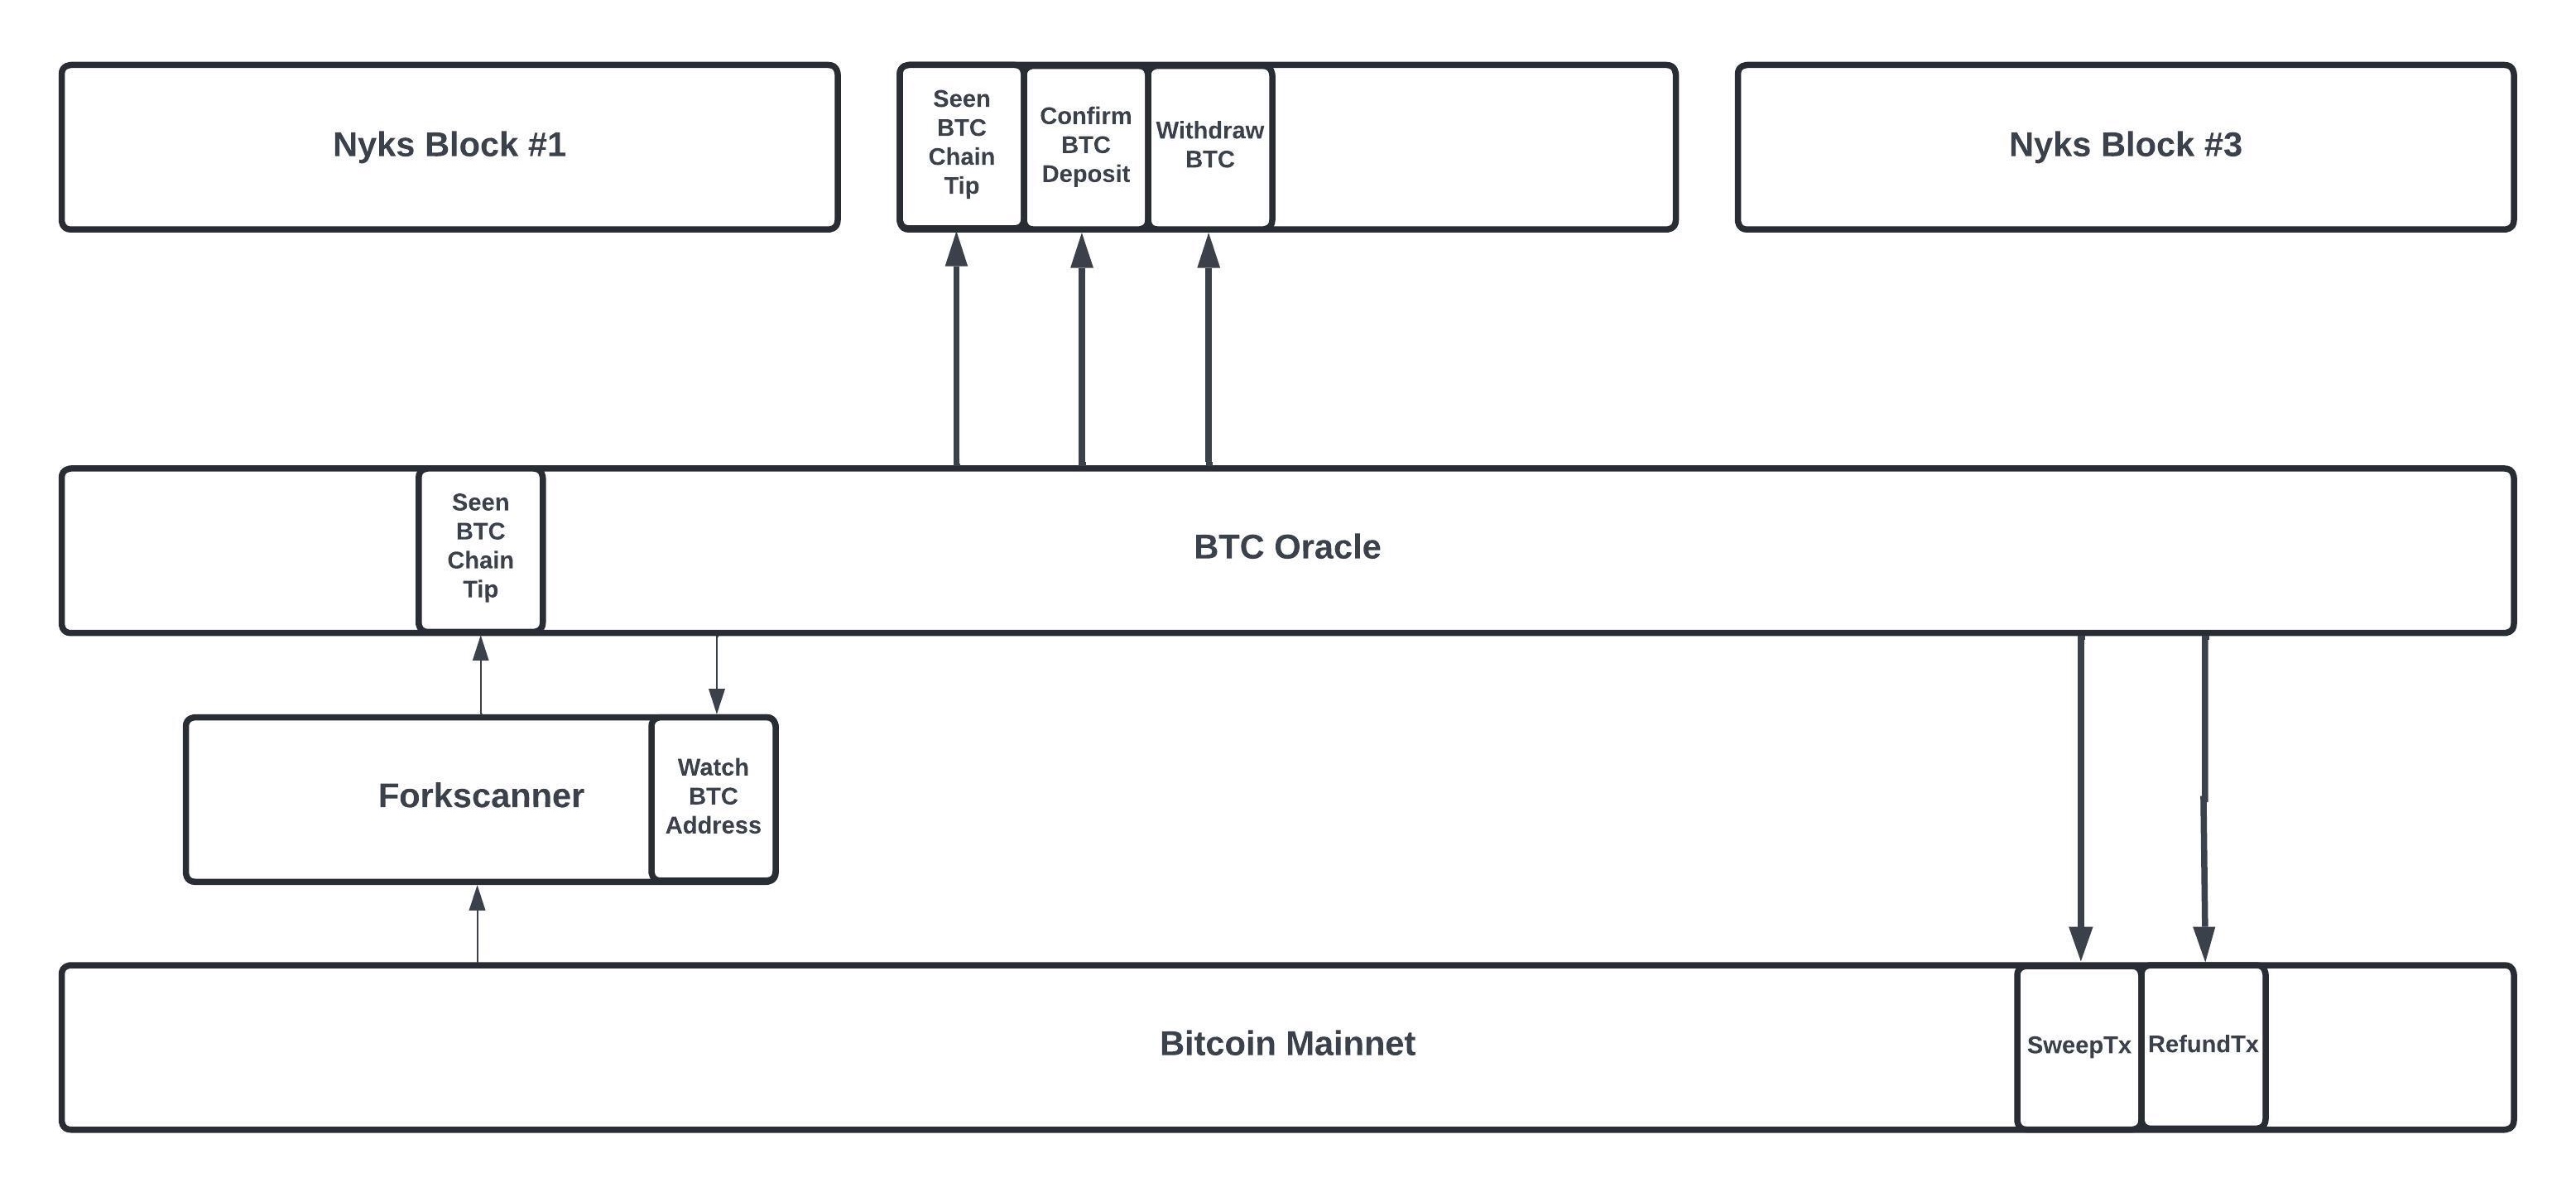 Nyks Block #1
Seen
BTC
Chain
Tip
Confirm
BTC
Deposit
Withdraw
BTC
Nyks Block #3
Seen
BTC
Chain
Tip
BTC Oracle
Forkscanner
Watch
BTC
Address
Bitcoin Mainnet
SweepTx
RefundTx